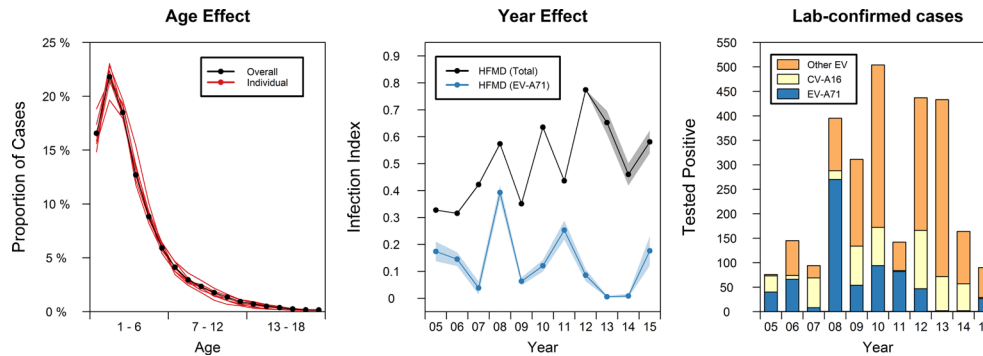 Age Effect
25 %
20 %
15 %
10 %
5 %
0 %
Proportion of Cases
Overall
Individual
1 - 6
7 - 12
13 - 18
Age
Year Effect
0.9
0.8
0.7
0.6
0.5
0.4
0.3
0.2
0.1
0
Infection Index
HFMD (Total)
HFMD (EV-A71)
05 06 07 08 09 10 11 12 13 14 15
Year
Lab-confirmed cases
550
500
450
400
350
300
250
200
150
100
50
0
Tested Positive
Other EV
CV-A16
EV-A71
05 06 07 08 09 10 11 12 13 14
Year